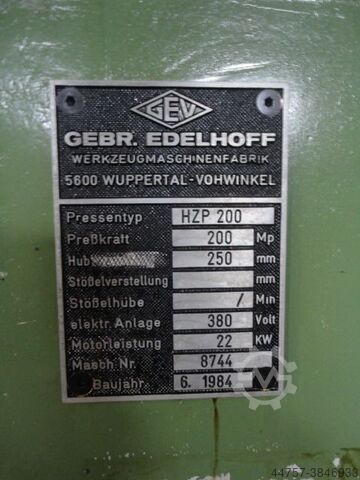 GEV
GEBR. EDELHOFF
WERKZEUGMASCHINENFABRIK
5600 WUPPERTAL-VOHWINKEL
Pressentyp HZP 200
Preßkraft 200 Mp
Hub 250 mm
Stößelverstellung mm
Stößelhübe / Min
elektr. Anlage 380 Volt
Motorleistung 22 KW
Masch. Nr. 8744
Baujahr 6. 1984
44757-3846933